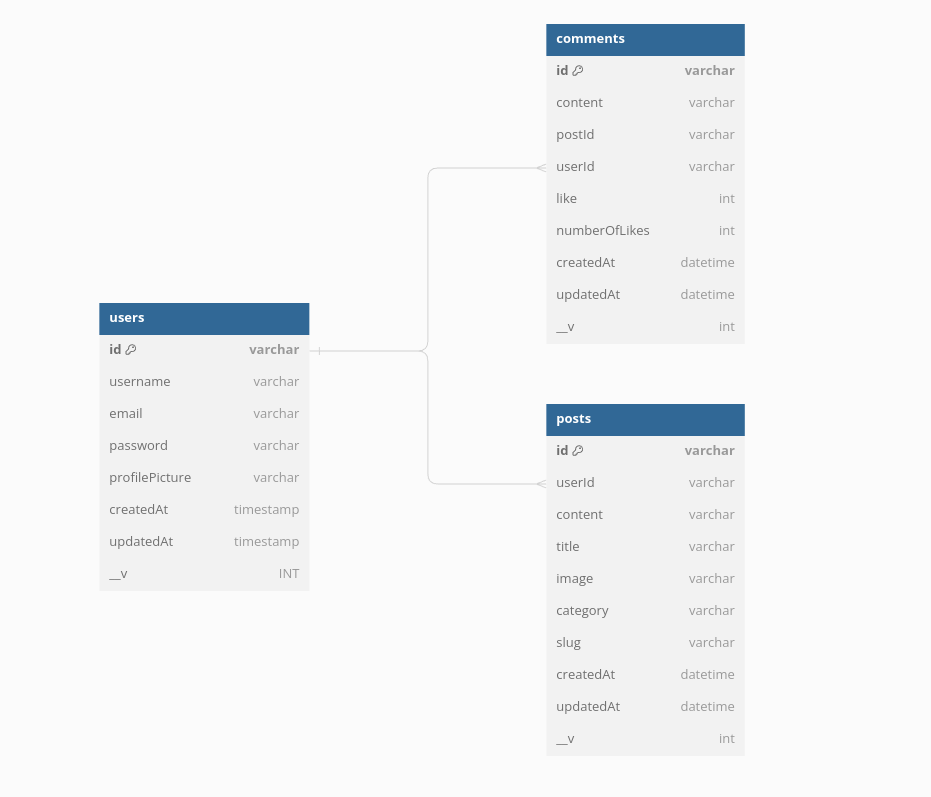 comments
id varchar
content varchar
postId varchar
userId varchar
like int
numberOfLikes int
createdAt datetime
updatedAt datetime
__v int
users
id varchar
username varchar
email varchar
password varchar
profilePicture varchar
createdAt timestamp
updatedAt timestamp
__v INT
posts
id varchar
userId varchar
content varchar
title varchar
image varchar
category varchar
slug varchar
createdAt datetime
updatedAt datetime
__v int